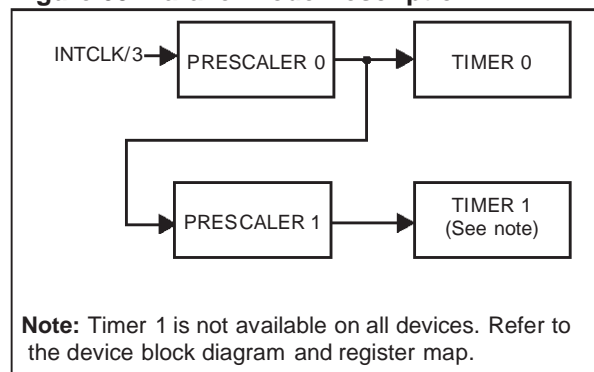 INTCLK/3
PRESCALER 0
TIMER 0
PRESCALER 1
TIMER 1
(See note)
Note: Timer 1 is not available on all devices. Refer to
the device block diagram and register map.